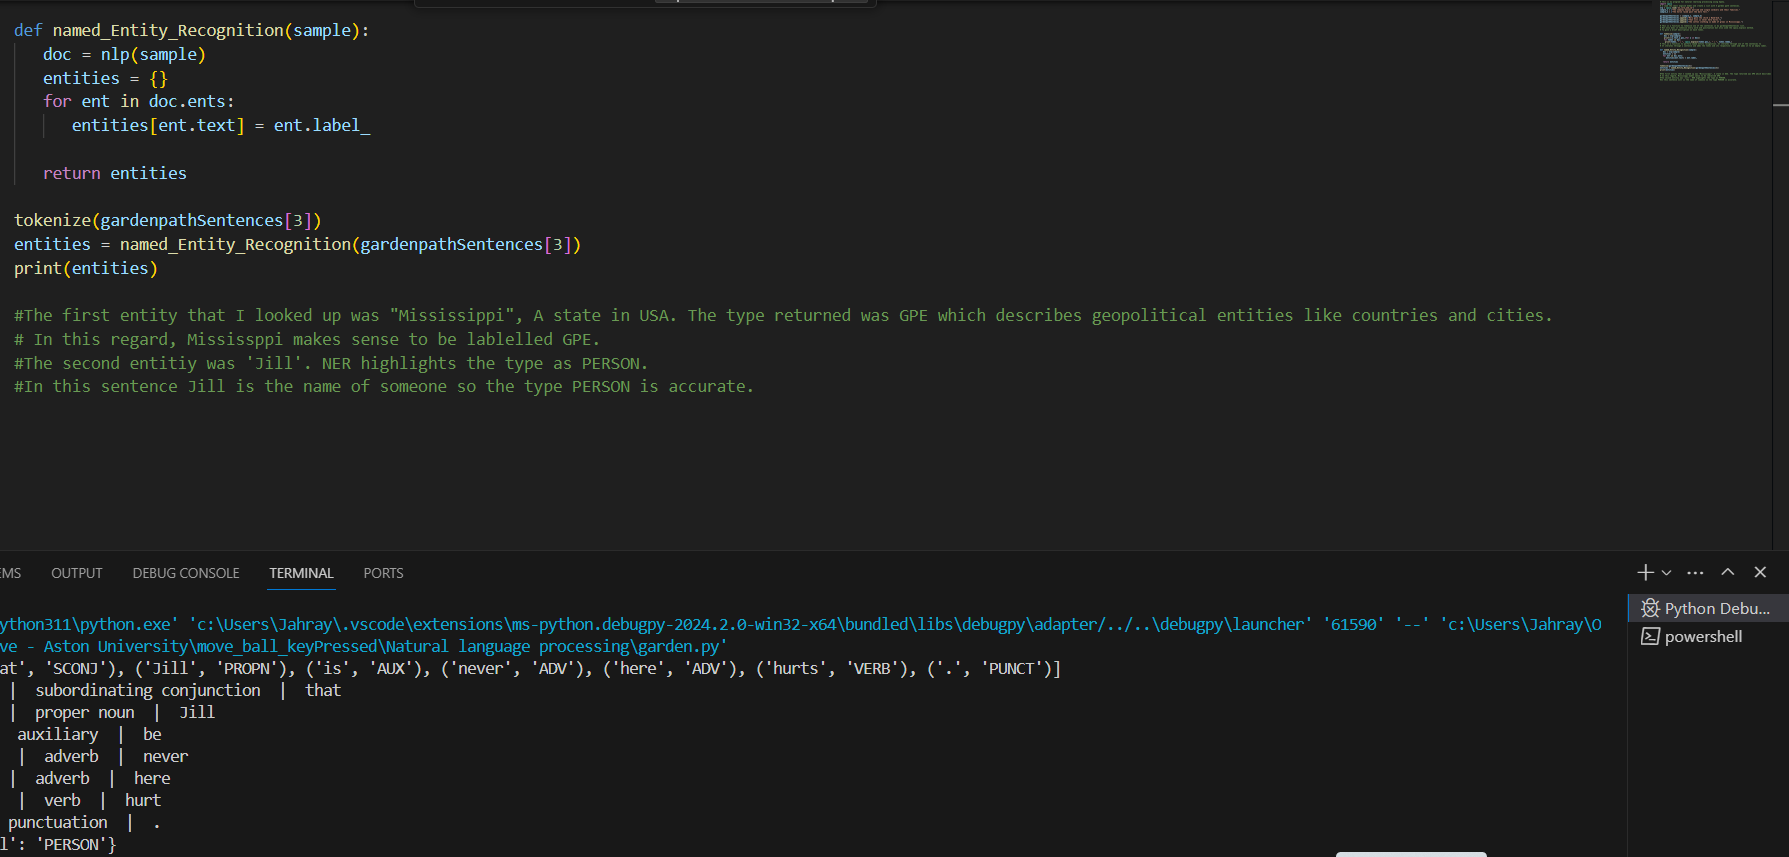 def named_Entity_Recognition(sample):
doc = nlp(sample)
entities = {}
for ent in doc.ents:
entities[ent.text] = ent.label_
return entities
tokenize(gardenpathSentences[3])
entities = named_Entity_Recognition(gardenpathSentences[3])
print(entities)
#The first entity that I looked up was "Mississippi", A state in USA. The type returned was GPE which describes geopolitical entities like countries and cities.
# In this regard, Missisppi makes sense to be lablelled GPE.
#The second entitiy was 'Jill'. NER highlights the type as PERSON.
#In this sentence Jill is the name of someone so the type PERSON is accurate.
EMS OUTPUT DEBUG CONSOLE TERMINAL PORTS
ython311\python.exe' 'c:\Users\Jahray\.vscode\extensions\ms-python.debugpy-2024.2.0-win32-x64\bundled\libs\debugpy\adapter/../..\debugpy\launcher' '61590' '--' 'c:\Users\Jahray\O
ve - Aston University\move_ball_keyPressed\Natural language processing\garden.py'
at', 'SCONJ'), ('Jill', 'PROPN'), ('is', 'AUX'), ('never', 'ADV'), ('here', 'ADV'), ('hurts', 'VERB'), ('.', 'PUNCT')]
| subordinating conjunction | that
| proper noun | Jill
auxiliary | be
| adverb | never
| adverb | here
| verb | hurt
punctuation | .
l': 'PERSON'}
Python Debu...
powershell